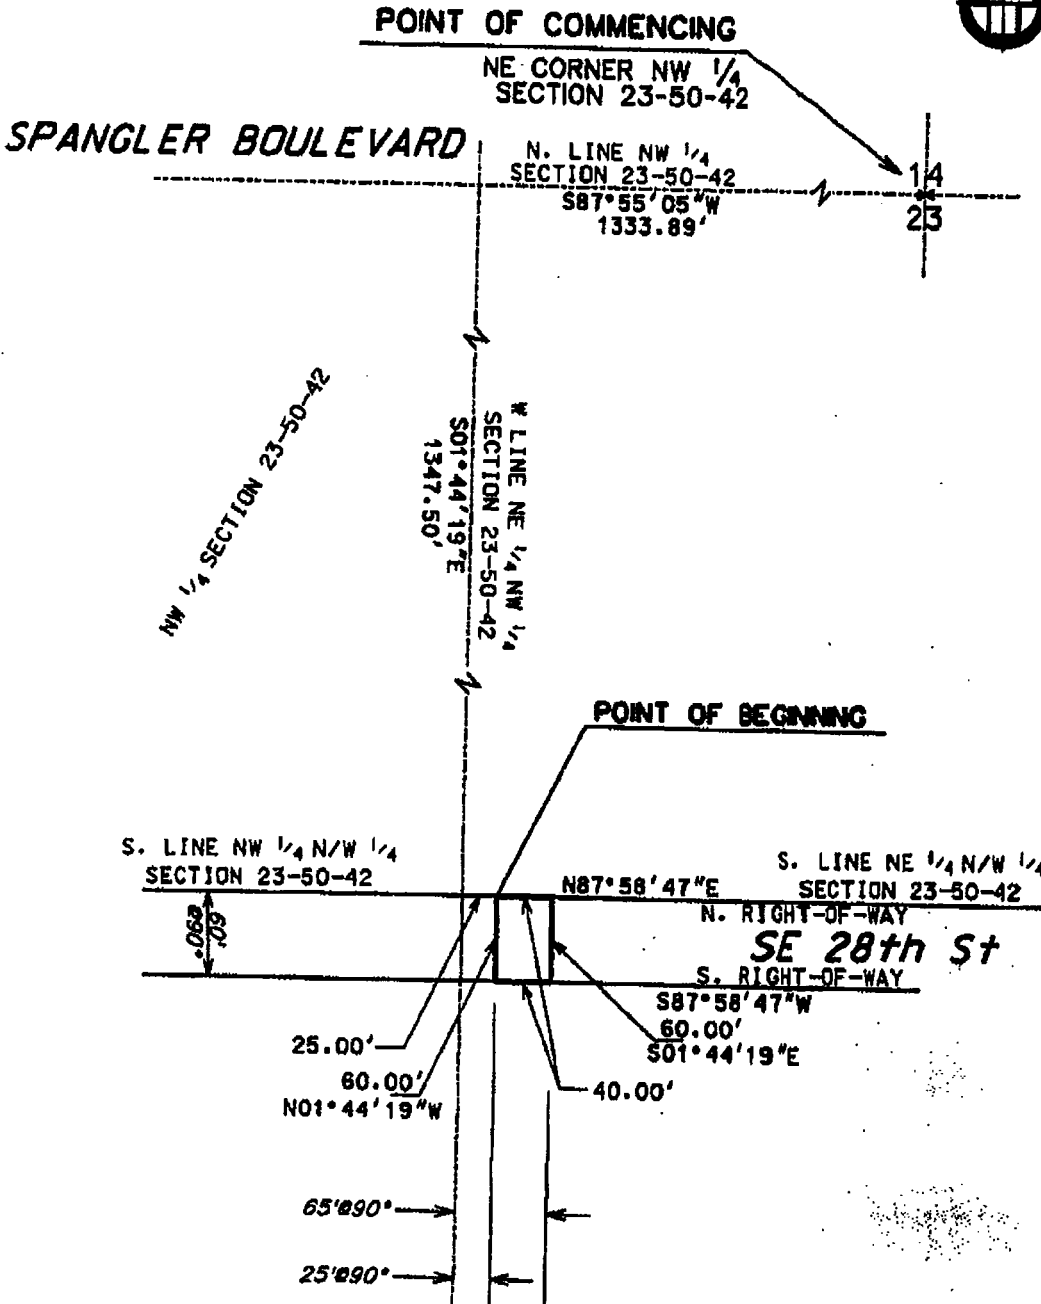 POINT OF COMMENCING
NE CORNER NW 1/4
SECTION 23-50-42
SPANGLER BOULEVARD
N. LINE NW 1/4
SECTION 23-50-42
S87°55'05"W
1333.89'
14
23
NW 1/4 SECTION 23-50-42
W LINE NE 1/4 NW 1/4
SECTION 23-50-42
S01°44'19"E
1347.50'
POINT OF BEGINNING
S. LINE NW 1/4 N/W 1/4
SECTION 23-50-42
S. LINE NE 1/4 N/W 1/4
SECTION 23-50-42
N87°58'47"E
N. RIGHT-OF-WAY
SE 28th St
S. RIGHT-OF-WAY
60'
@90°
S87°58'47"W
60.00'
S01°44'19"E
25.00'
60.00'
N01°44'19"W
40.00'
65'@90°
25'@90°